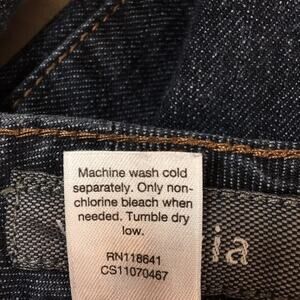 Machine wash cold
separately. Only non-
chlorine bleach when
needed. Tumble dry
low.
RN118641
CS11070467